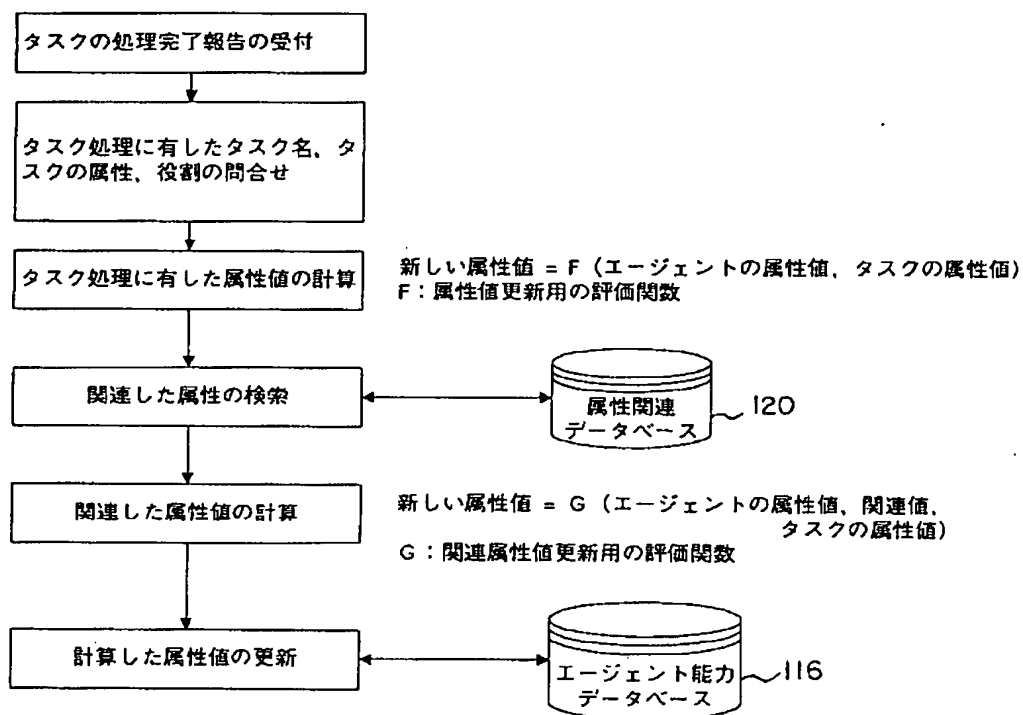 タスクの処理完了報告の受付
タスク処理に有したタスク名、タ
スクの属性、役割の問合せ
タスク処理に有した属性値の計算
新しい属性値 = F (エージェントの属性値、タスクの属性値)
F:属性値更新用の評価関数
関連した属性の検索
属性関連
データベース
120
関連した属性値の計算
新しい属性値 = G (エージェントの属性値、関連値、
タスクの属性値)
G:関連属性値更新用の評価関数
計算した属性値の更新
エージェント能力
データベース
116